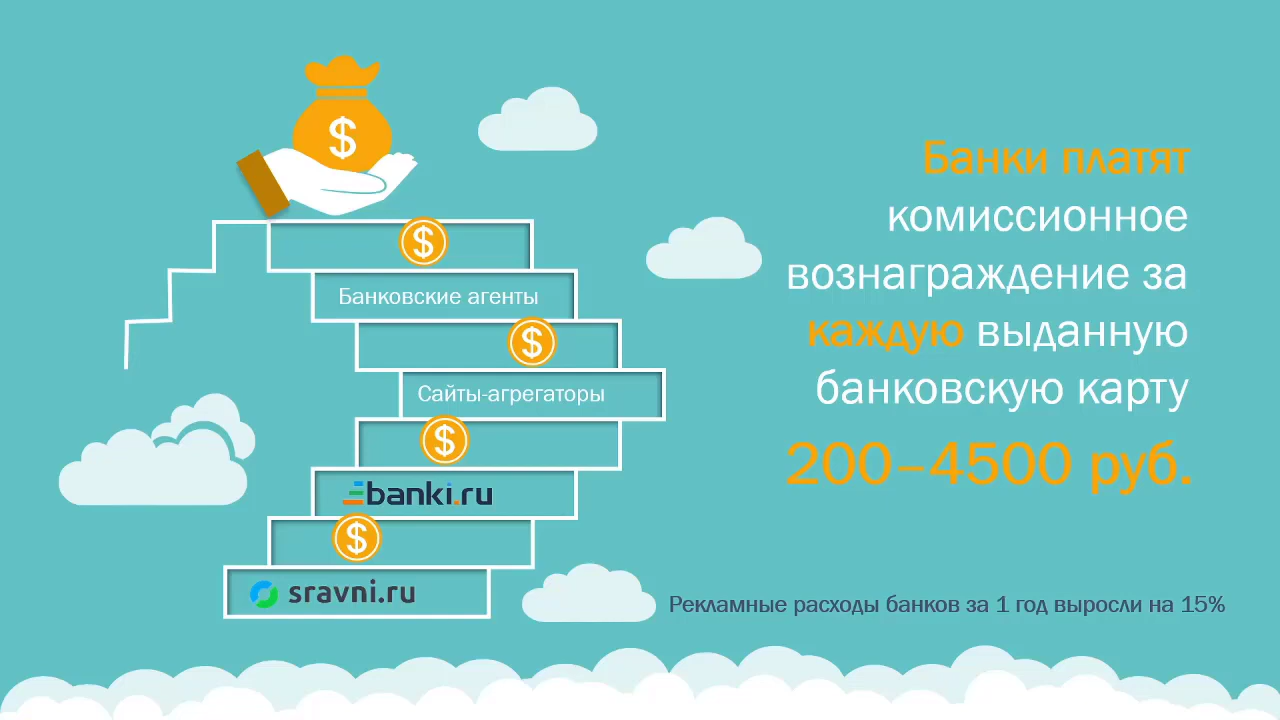 $
$
Банковские агенты
$
Сайты-агрегаторы
$
banki.ru
$
sravni.ru
Банки платят
комиссионное
вознаграждение за
каждую выданную
банковскую карту
200–4500 руб.
Рекламные расходы банков за 1 год выросли на 15%